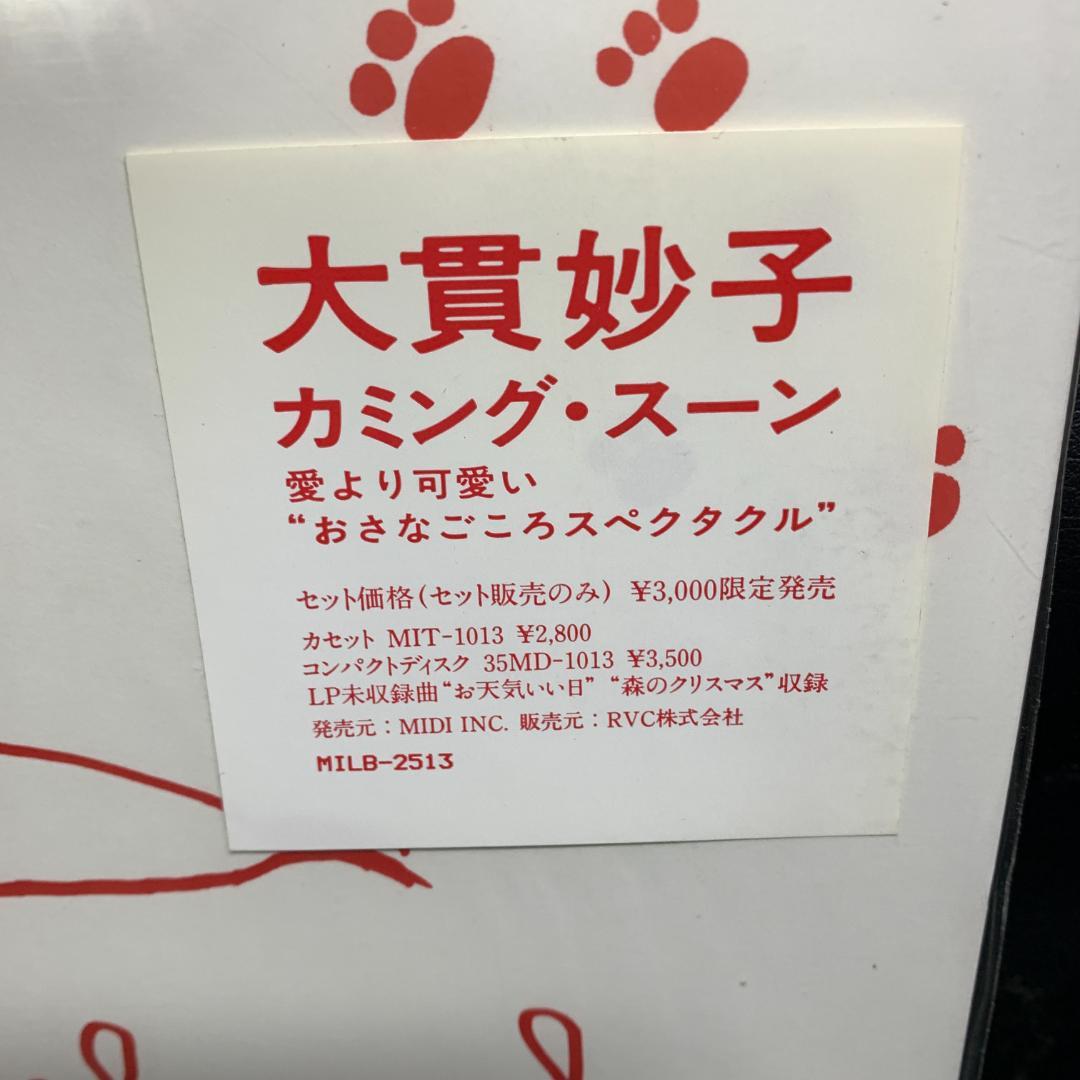 大貫妙子
カミング・スーン
愛より可愛い
“おさなごころスペクタクル”
セット価格(セット販売のみ) ¥3,000限定発売
カセット MIT-1013 ¥2,800
コンパクトディスク 35MD-1013 ¥3,500
LP未収録曲“お天気いい日”“森のクリスマス”収録
発売元：MIDI INC. 販売元：RVC株式会社
MILB-2513